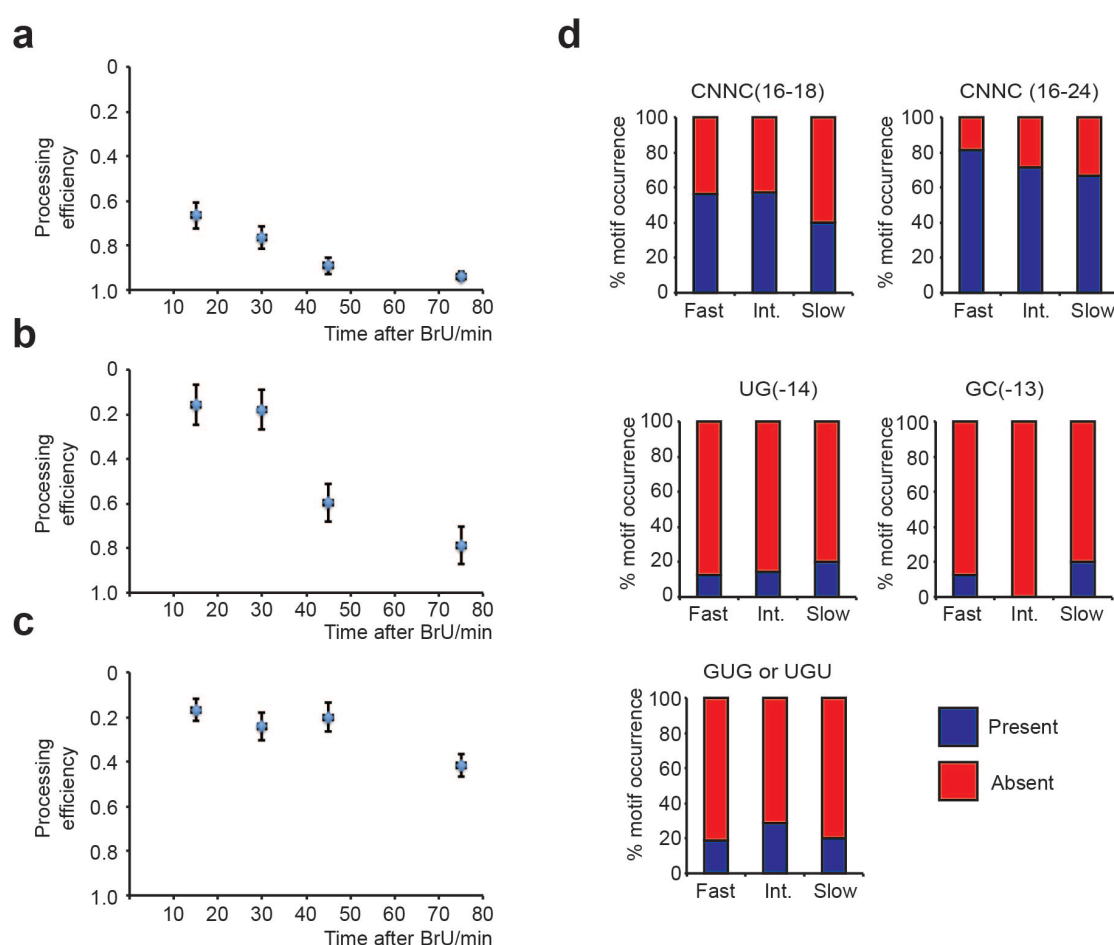 a
0
0.2
0.4
0.6
0.8
1.0
Processing
efficiency
10 20 30 40 50 60 70 80
Time after BrU/min
b
0
0.2
0.4
0.6
0.8
1.0
Processing
efficiency
10 20 30 40 50 60 70 80
Time after BrU/min
c
0
0.2
0.4
0.6
0.8
1.0
Processing
efficiency
10 20 30 40 50 60 70 80
Time after BrU/min
d
CNNC(16-18)
% motif occurrence
100
80
60
40
20
0
Fast Int. Slow
CNNC (16-24)
% motif occurrence
100
80
60
40
20
0
Fast Int. Slow
UG(-14)
% motif occurrence
100
80
60
40
20
0
Fast Int. Slow
GC(-13)
% motif occurrence
100
80
60
40
20
0
Fast Int. Slow
GUG or UGU
% motif occurrence
100
80
60
40
20
0
Fast Int. Slow
Present
Absent